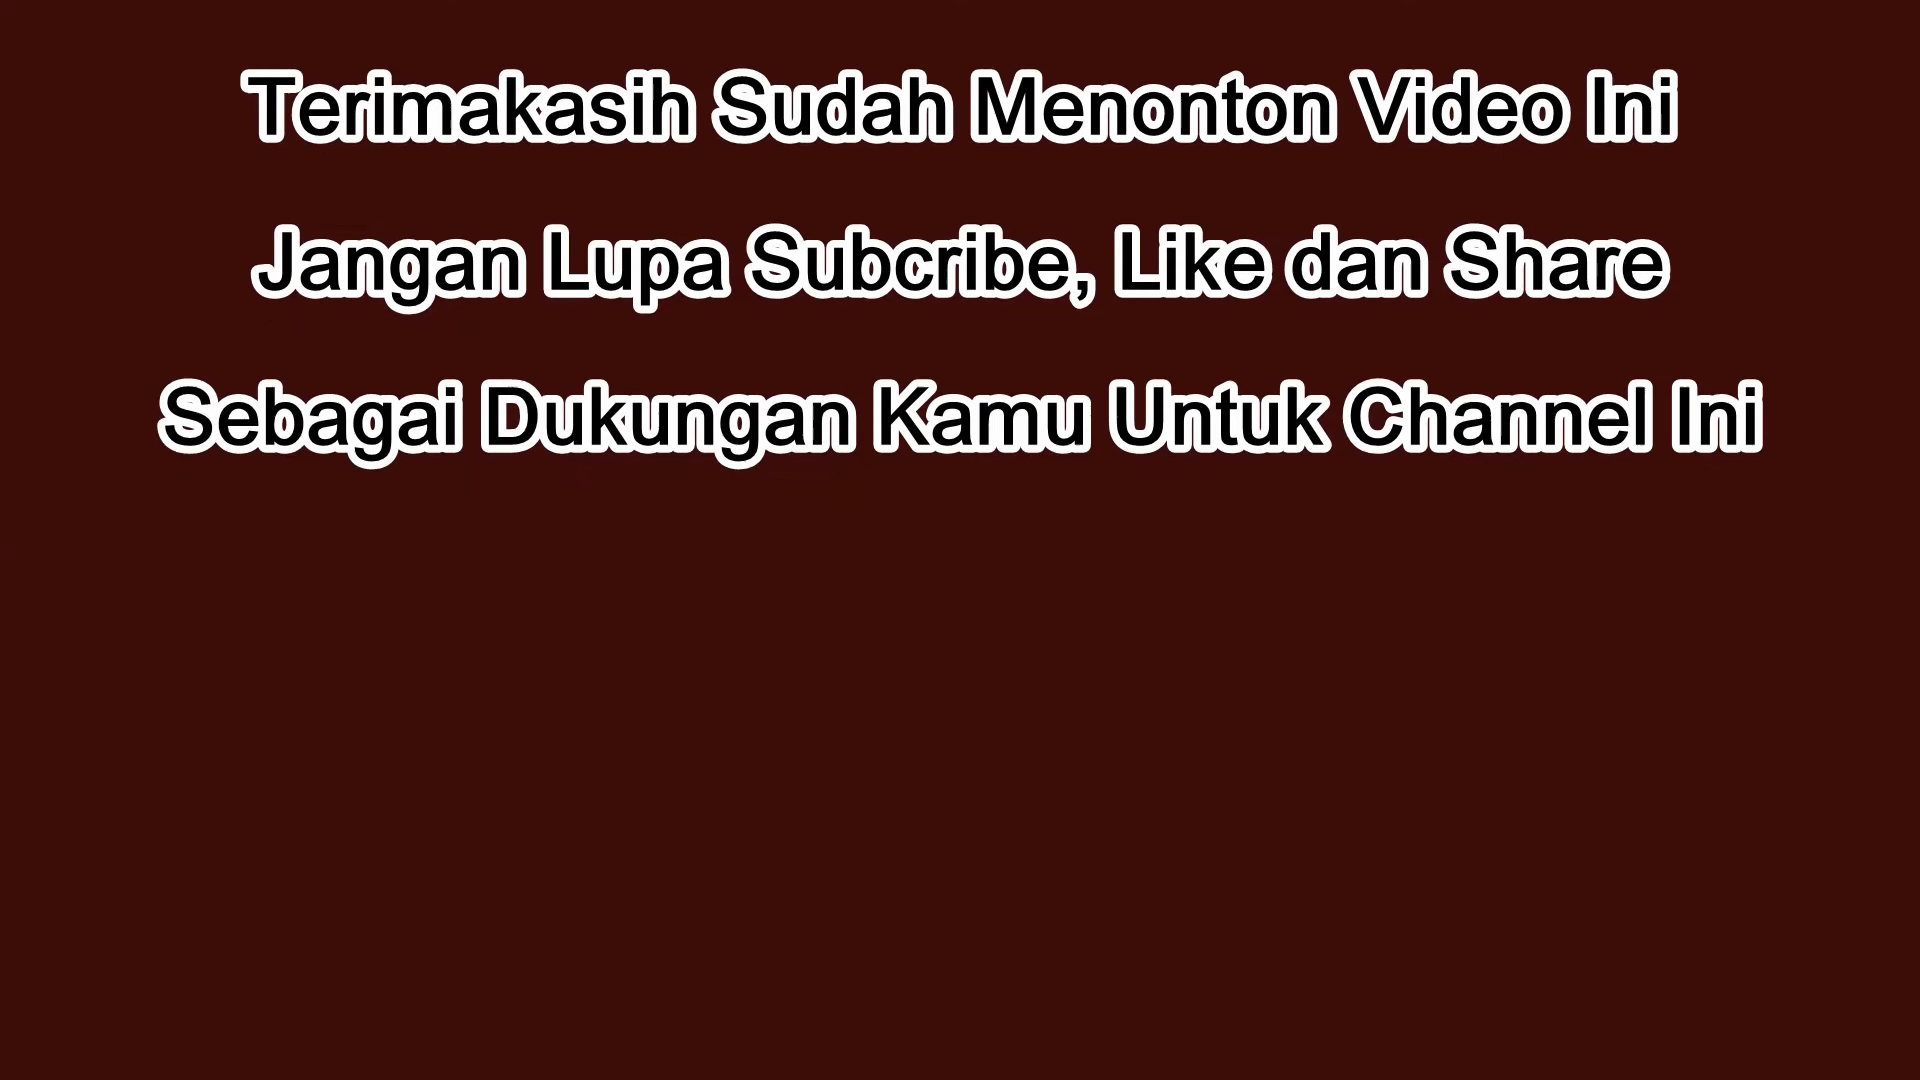 Terimakasih Sudah Menonton Video Ini
Jangan Lupa Subcribe, Like dan Share
Sebagai Dukungan Kamu Untuk Channel Ini